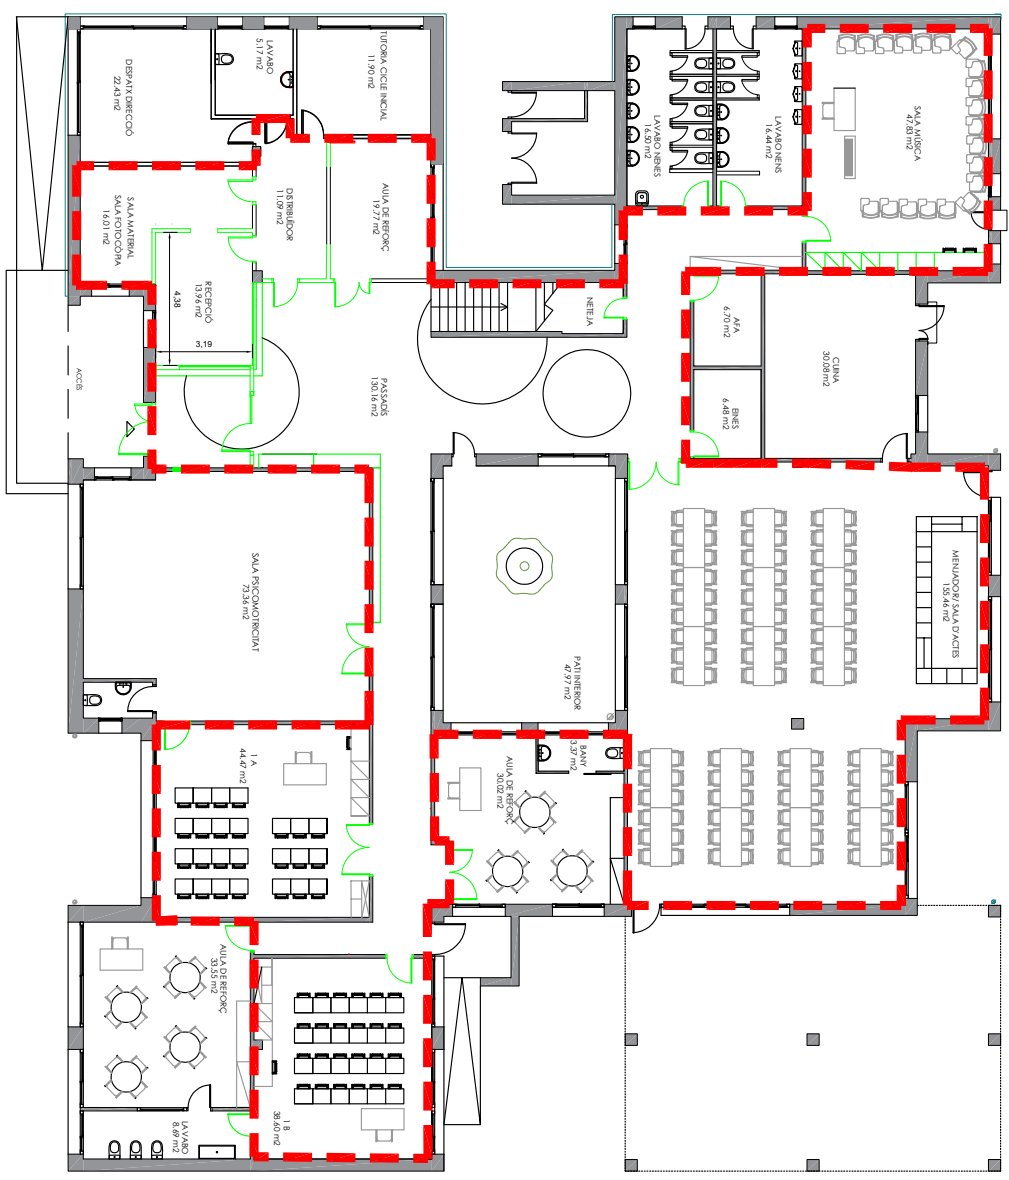 DESPATX DIRECCIÓ
22.43 m2
LAVABO
5.17 m2
TUTORIA CICLE INICIAL
11.90 m2
LAVABO NENES
16.50 m2
LAVABO NENS
16.44 m2
SALA MÚSICA
47.83 m2
SALA MATERIAL
SALA FOTOCÒPIA
16.01 m2
DISTRIBUÏDOR
11.09 m2
AULA DE REFORÇ
19.77 m2
RECEPCIÓ
13.96 m2
4,38
3,19
NETEJA
AFA
6.70 m2
CUINA
30.08 m2
EINES
6.48 m2
ACCÉS
PASSADÍS
130.16 m2
SALA PSICOMOTRICITAT
73.36 m2
PATI INTERIOR
47.97 m2
MENJADOR/ SALA D'ACTES
155.46 m2
1 A
44.47 m2
AULA DE REFORÇ
30.02 m2
BANY
3.37 m2
AULA DE REFORÇ
33.55 m2
1 B
38.60 m2
LAVABO
8.69 m2